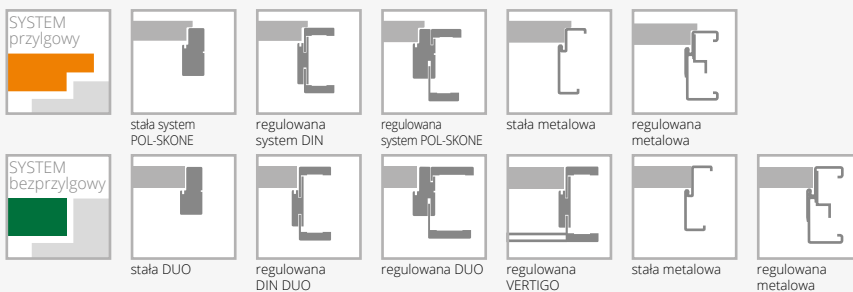 SYSTEM
przylgowy
stała system
POL-SKONE
regulowana
system DIN
regulowana
system POL-SKONE
stała metalowa
regulowana
metalowa
SYSTEM
bezprzylgowy
stała DUO
regulowana
DIN DUO
regulowana DUO
regulowana
VERTIGO
stała metalowa
regulowana
metalowa